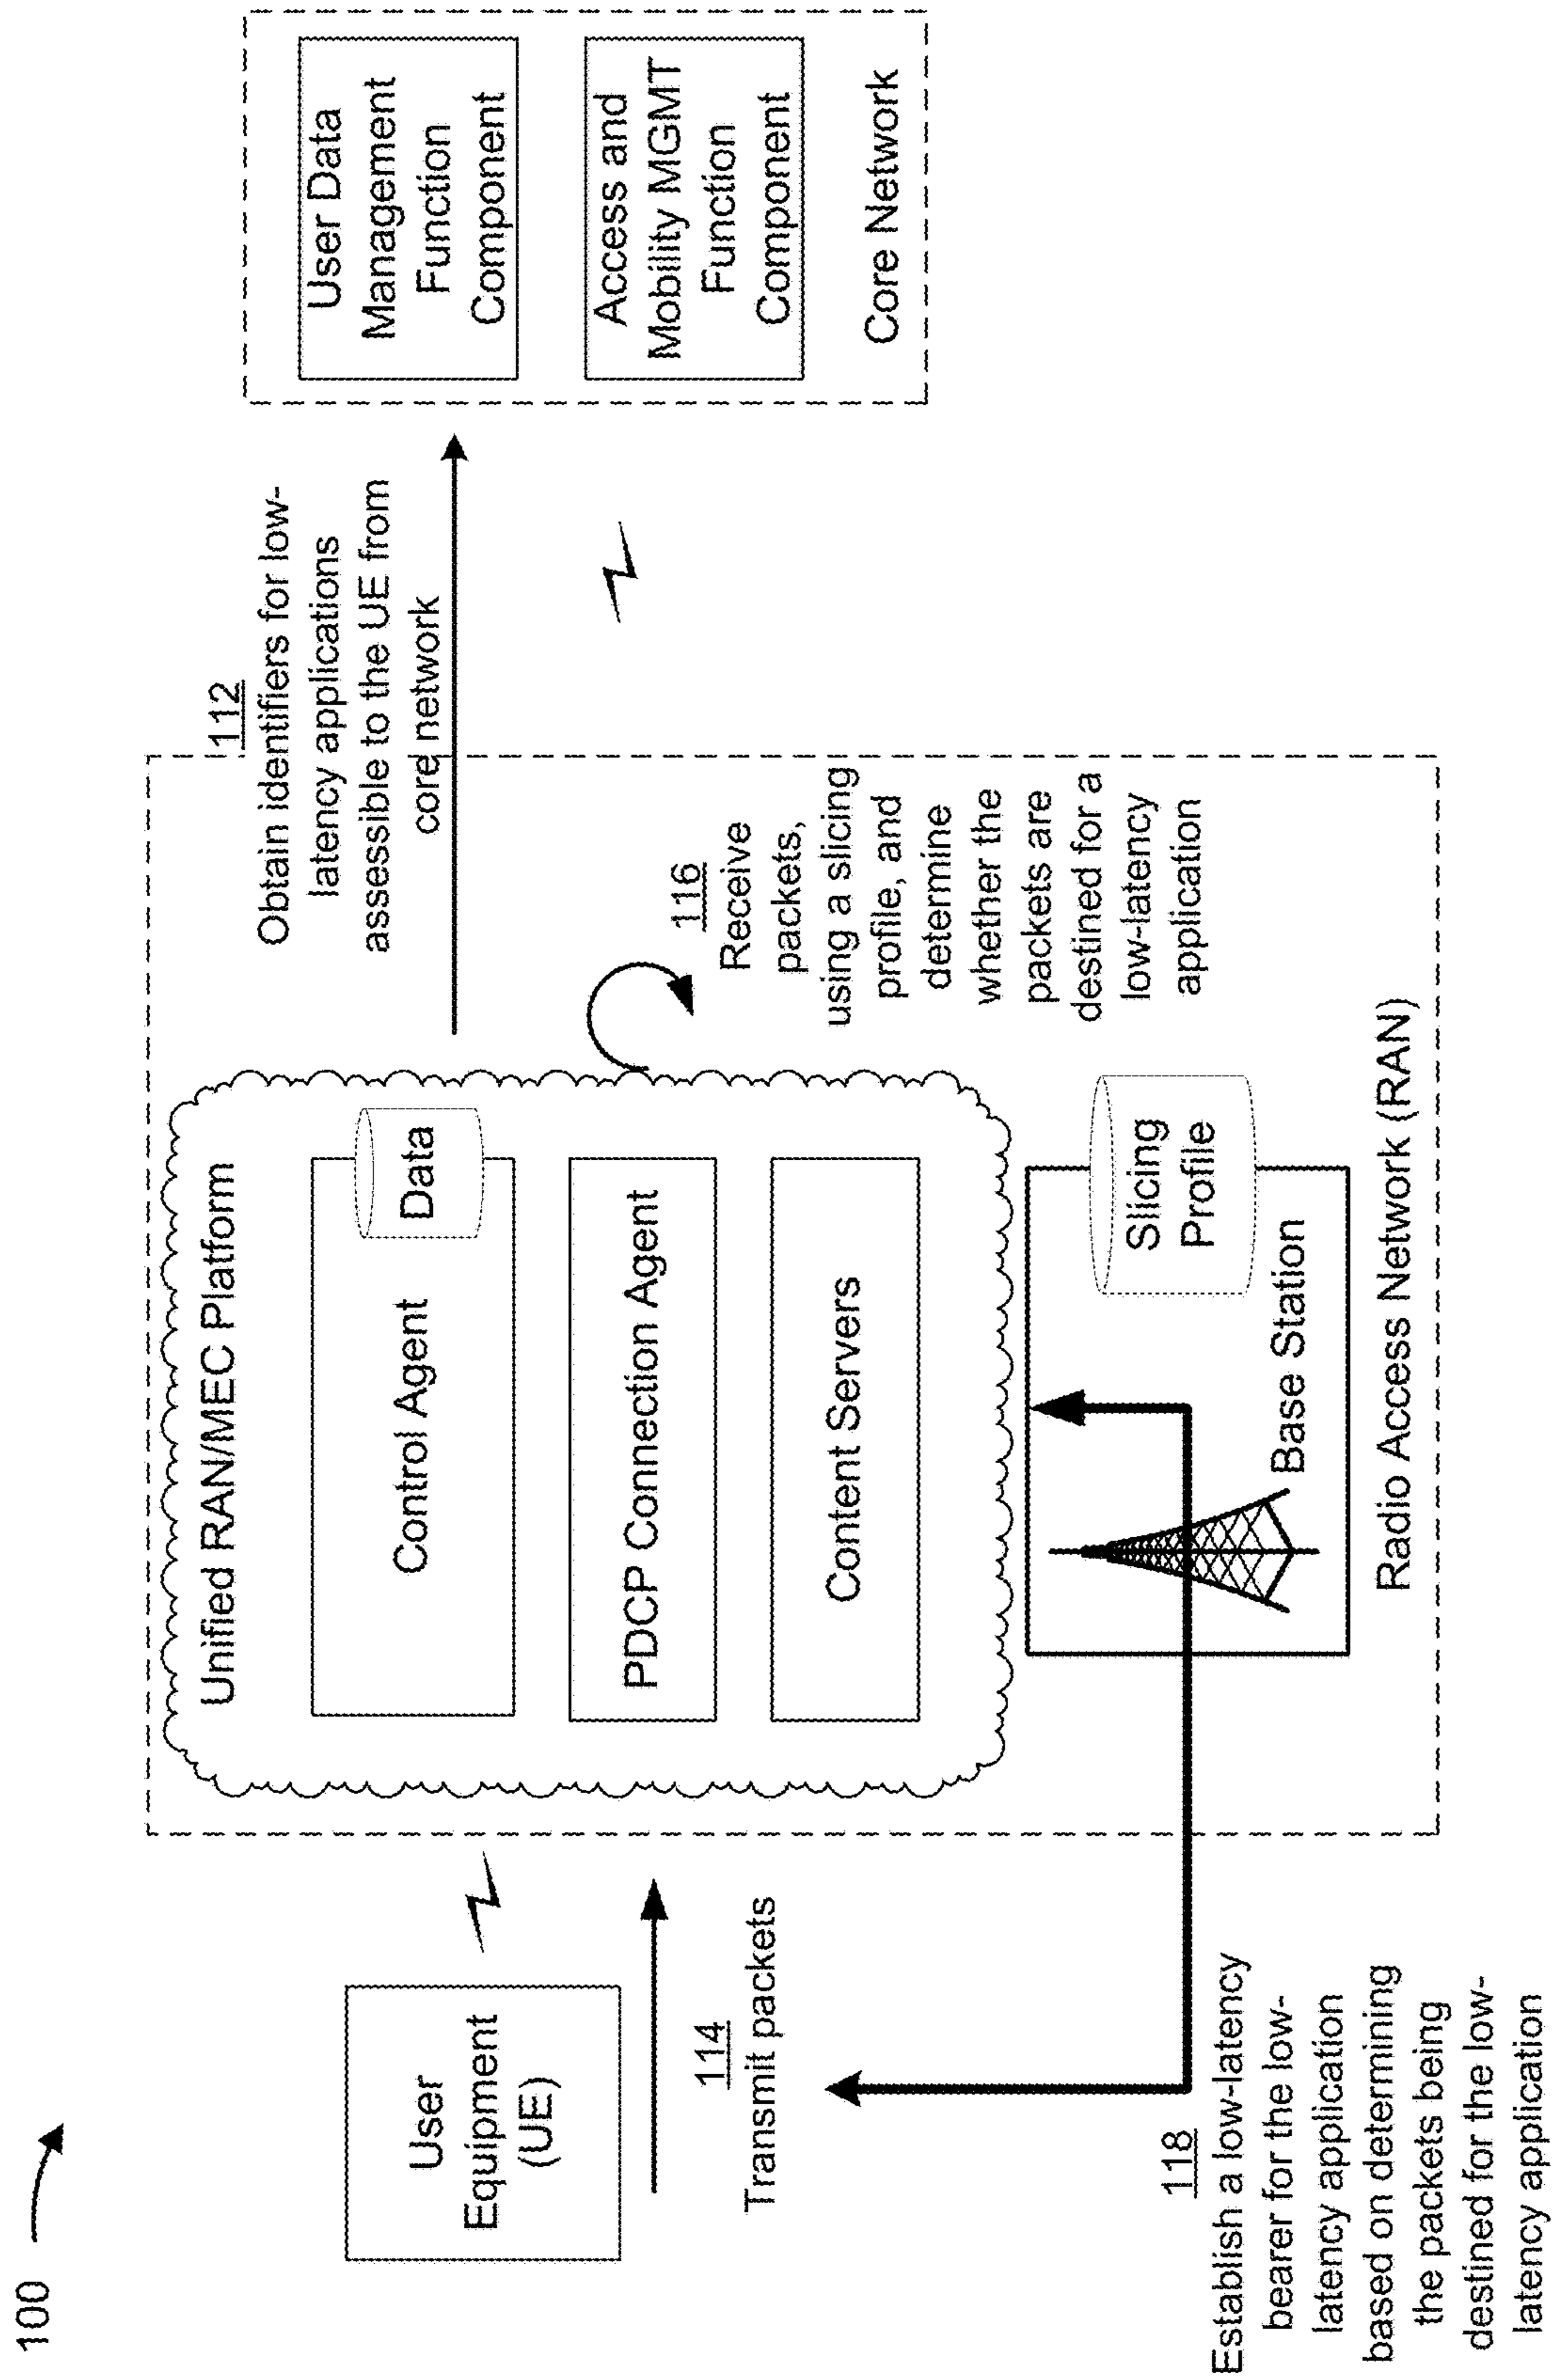 100
User
Equipment
(UE)
114
Transmit packets
118
Establish a low-latency
bearer for the low-
latency application
based on determining
the packets being
destined for the low-
latency application
Unified RAN/MEC Platform
Control Agent
Data
PDCP Connection Agent
Content Servers
Slicing
Profile
Base Station
Radio Access Network (RAN)
112
Obtain identifiers for low-
latency applications
assessible to the UE from
core network
116
Receive
packets,
using a slicing
profile, and
determine
whether the
packets are
destined for a
low-latency
application
User Data
Management
Function
Component
Access and
Mobility MGMT
Function
Component
Core Network